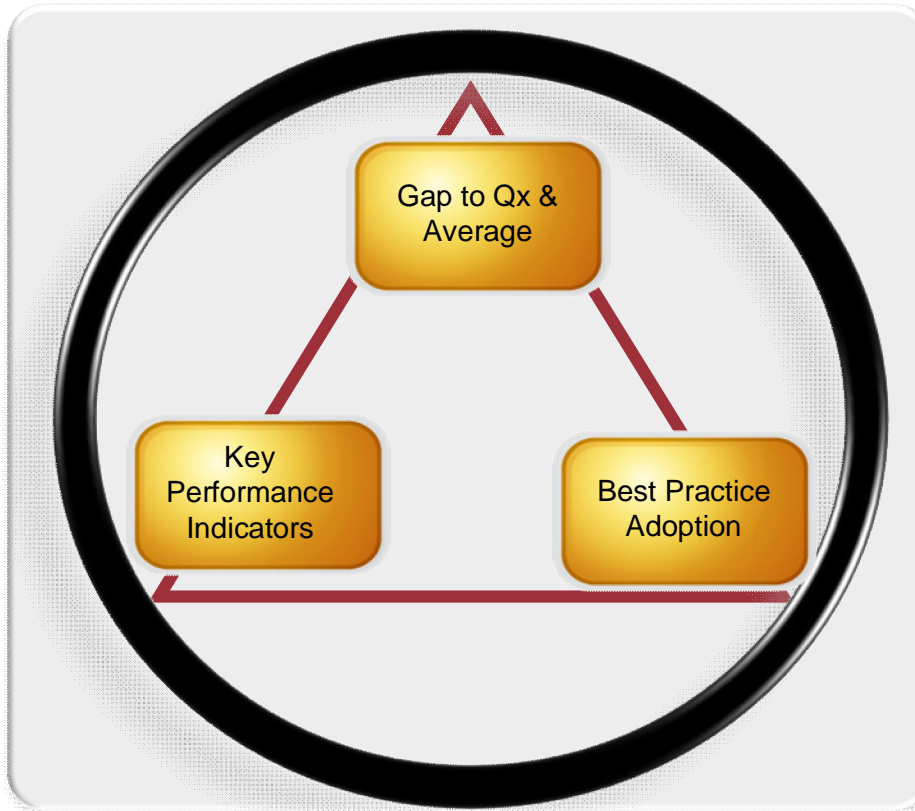 Gap to Qx &
Average
Key
Performance
Indicators
Best Practice
Adoption